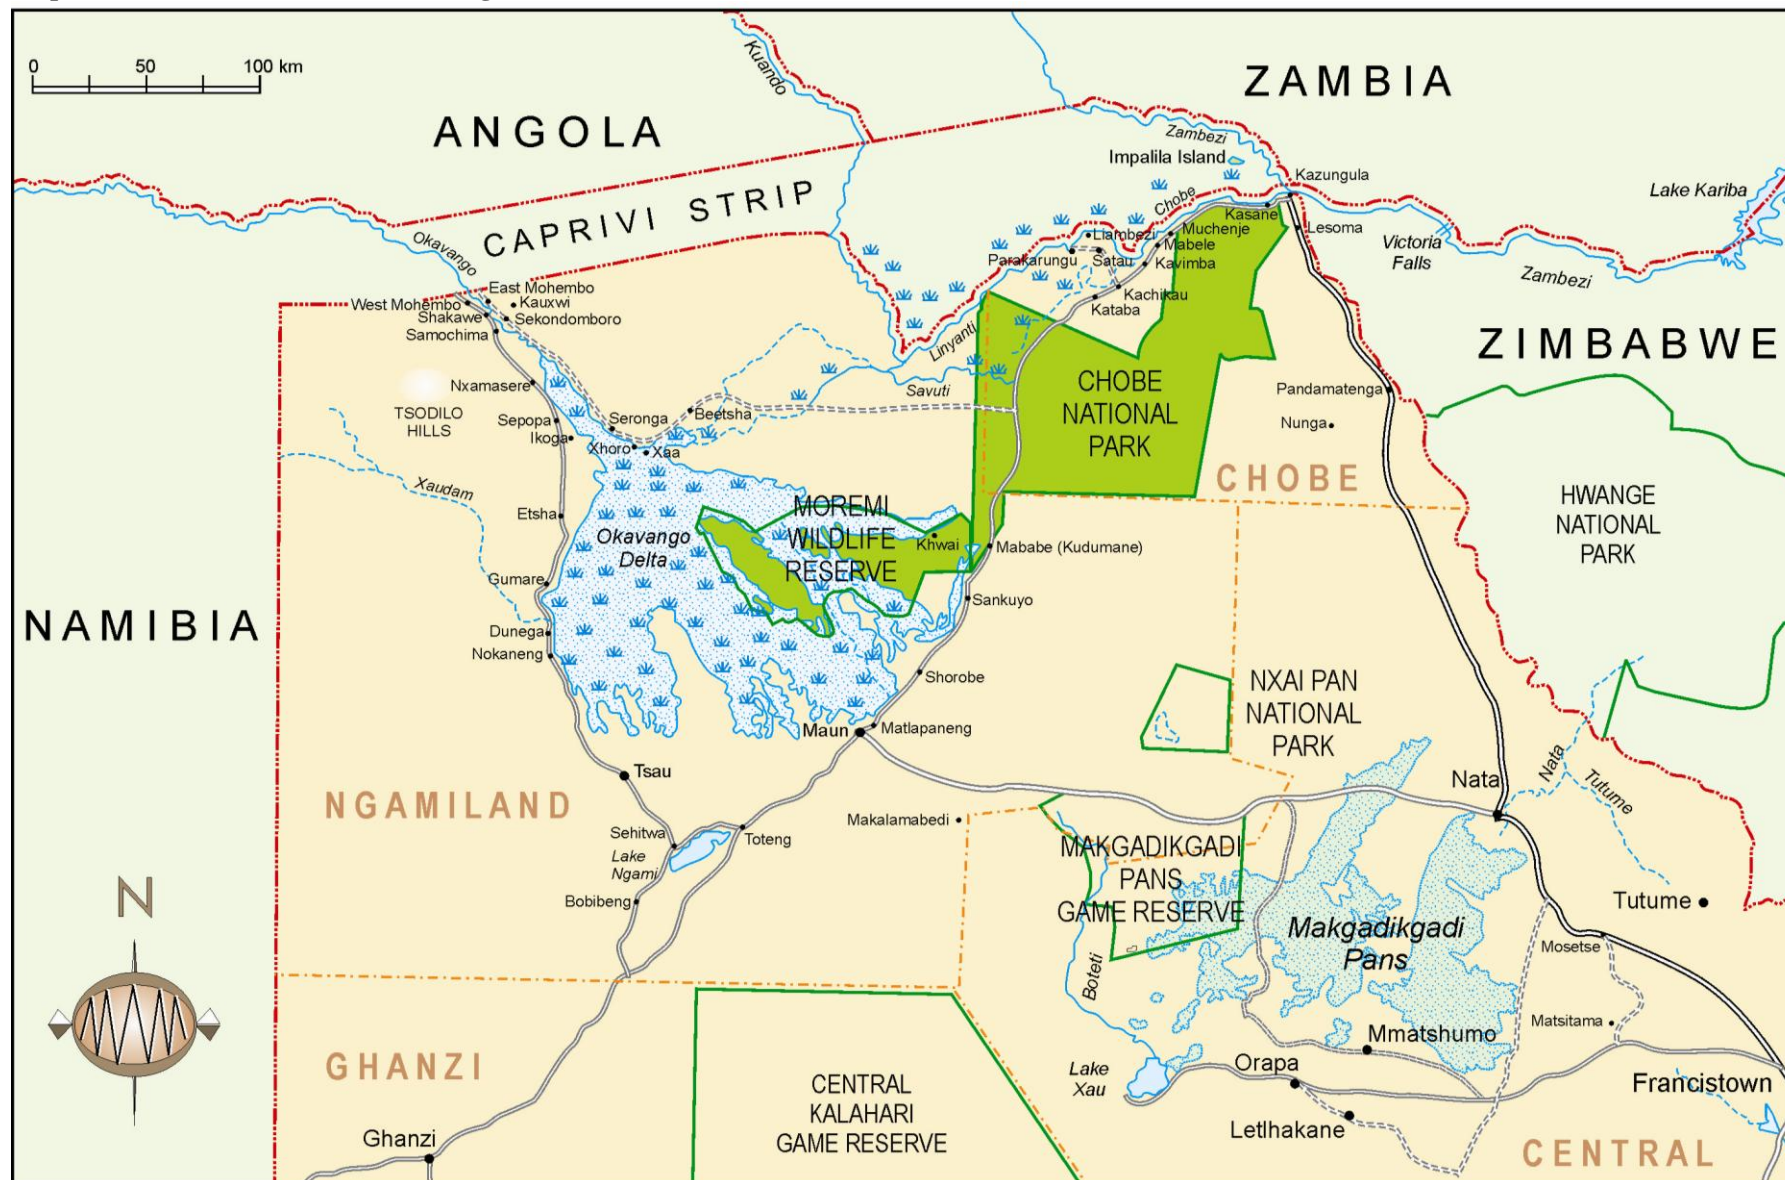 0 50 100 km
ANGOLA
ZAMBIA
Kuando
Zambezi
Impalila Island
Kazungula
Lake Kariba
CAPRIVI STRIP
Chobe
Kasane
Lesoma
Okavango
Liambezi
Muchenje
Mabele
Parakarungu
Satau
Kavimba
Victoria
Falls
Zambezi
East Mohembo
West Mohembo
Kauxwi
Shakawe
Sekondomboro
Samochima
Kachikau
Kataba
Linyanti
ZIMBABWE
Nxamasere
TSODILO
HILLS
Savuti
CHOBE
NATIONAL
PARK
Pandamatenga
Sepopa
Seronga
Beetsha
Nunga
Ikoga
Xhoro
Xaa
Xaudam
CHOBE
HWANGE
NATIONAL
PARK
Etsha
Okavango
Delta
MOREMI
WILDLIFE
RESERVE
Khwai
Mababe (Kudumane)
Gumare
Sankuyo
NAMIBIA
Dunega
Nokaneng
Shorobe
NXAI PAN
NATIONAL
PARK
Maun
Matlapaneng
Tsau
Nata
Nata
Tutume
NGAMILAND
Makalamabedi
Sehitwa
Toteng
Lake
Ngami
MAKGADIKGADI
PANS
GAME RESERVE
N
Bobibeng
Tutume
Makgadikgadi
Pans
Mosetse
Boteti
Matsitama
Mmatshumo
GHANZI
Lake
Xau
Orapa
Francistown
CENTRAL
KALAHARI
GAME RESERVE
Letlhakane
Ghanzi
CENTRAL